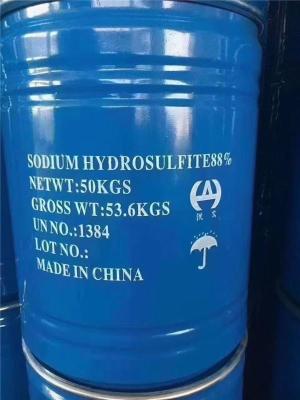 SODIUM HYDROSULFITE88%
NETWT:50KGS
GROSS WT:53.6KGS
UN NO.:1384
LOT NO.:
MADE IN CHINA